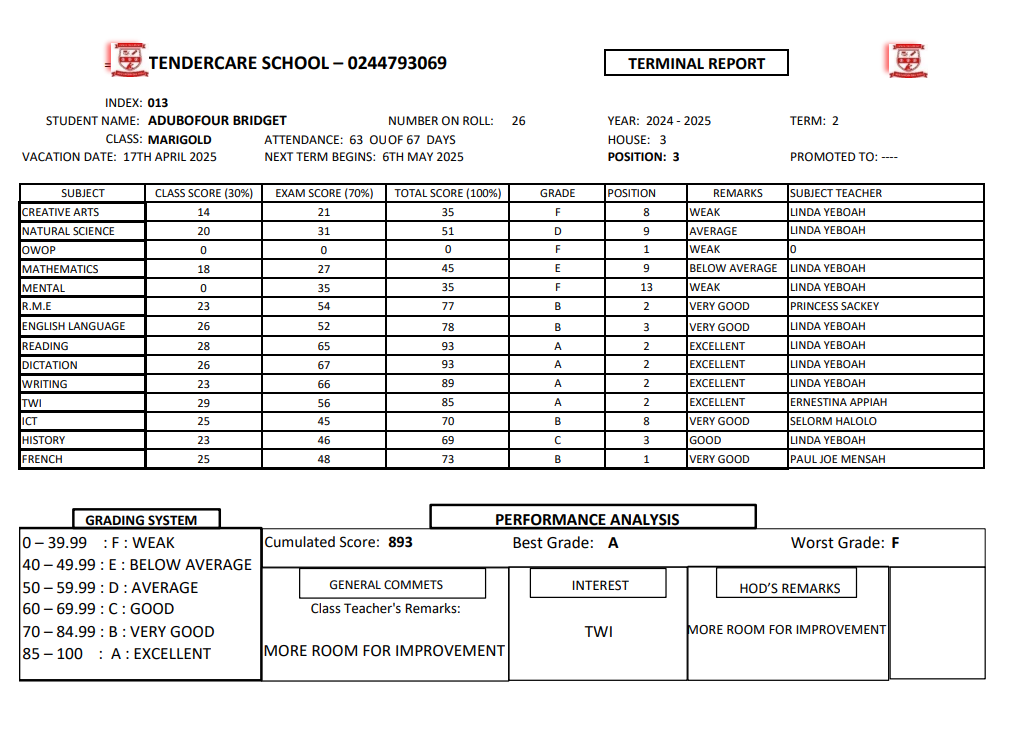 TENDERCARE SCHOOL – 0244793069 TERMINAL REPORT
INDEX: 013
STUDENT NAME: ADUBOFOUR BRIDGET NUMBER ON ROLL: 26 YEAR: 2024 - 2025 TERM: 2
CLASS: MARIGOLD ATTENDANCE: 63 OU OF 67 DAYS HOUSE: 3
VACATION DATE: 17TH APRIL 2025 NEXT TERM BEGINS: 6TH MAY 2025 POSITION: 3 PROMOTED TO: ----
SUBJECT CLASS SCORE (30%) EXAM SCORE (70%) TOTAL SCORE (100%) GRADE POSITION REMARKS SUBJECT TEACHER
CREATIVE ARTS 14 21 35 F 8 WEAK LINDA YEBOAH
NATURAL SCIENCE 20 31 51 D 9 AVERAGE LINDA YEBOAH
OWOP 0 0 0 F 1 WEAK 0
MATHEMATICS 18 27 45 E 9 BELOW AVERAGE LINDA YEBOAH
MENTAL 0 35 35 F 13 WEAK LINDA YEBOAH
R.M.E 23 54 77 B 2 VERY GOOD PRINCESS SACKEY
ENGLISH LANGUAGE 26 52 78 B 3 VERY GOOD LINDA YEBOAH
READING 28 65 93 A 2 EXCELLENT LINDA YEBOAH
DICTATION 26 67 93 A 2 EXCELLENT LINDA YEBOAH
WRITING 23 66 89 A 2 EXCELLENT LINDA YEBOAH
TWI 29 56 85 A 2 EXCELLENT ERNESTINA APPIAH
ICT 25 45 70 B 8 VERY GOOD SELORM HALOLO
HISTORY 23 46 69 C 3 GOOD LINDA YEBOAH
FRENCH 25 48 73 B 1 VERY GOOD PAUL JOE MENSAH
GRADING SYSTEM
0 – 39.99 : F : WEAK
40 – 49.99 : E : BELOW AVERAGE
50 – 59.99 : D : AVERAGE
60 – 69.99 : C : GOOD
70 – 84.99 : B : VERY GOOD
85 – 100 : A : EXCELLENT
PERFORMANCE ANALYSIS
Cumulated Score: 893 Best Grade: A Worst Grade: F
GENERAL COMMETS
Class Teacher's Remarks:
MORE ROOM FOR IMPROVEMENT
INTEREST
TWI
HOD'S REMARKS
MORE ROOM FOR IMPROVEMENT